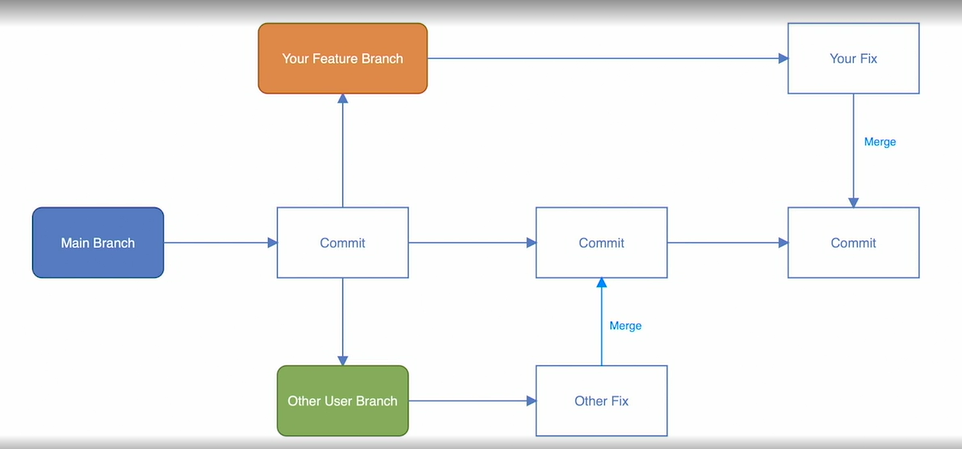 Your Feature Branch
Your Fix
Merge
Main Branch
Commit
Commit
Commit
Merge
Other User Branch
Other Fix